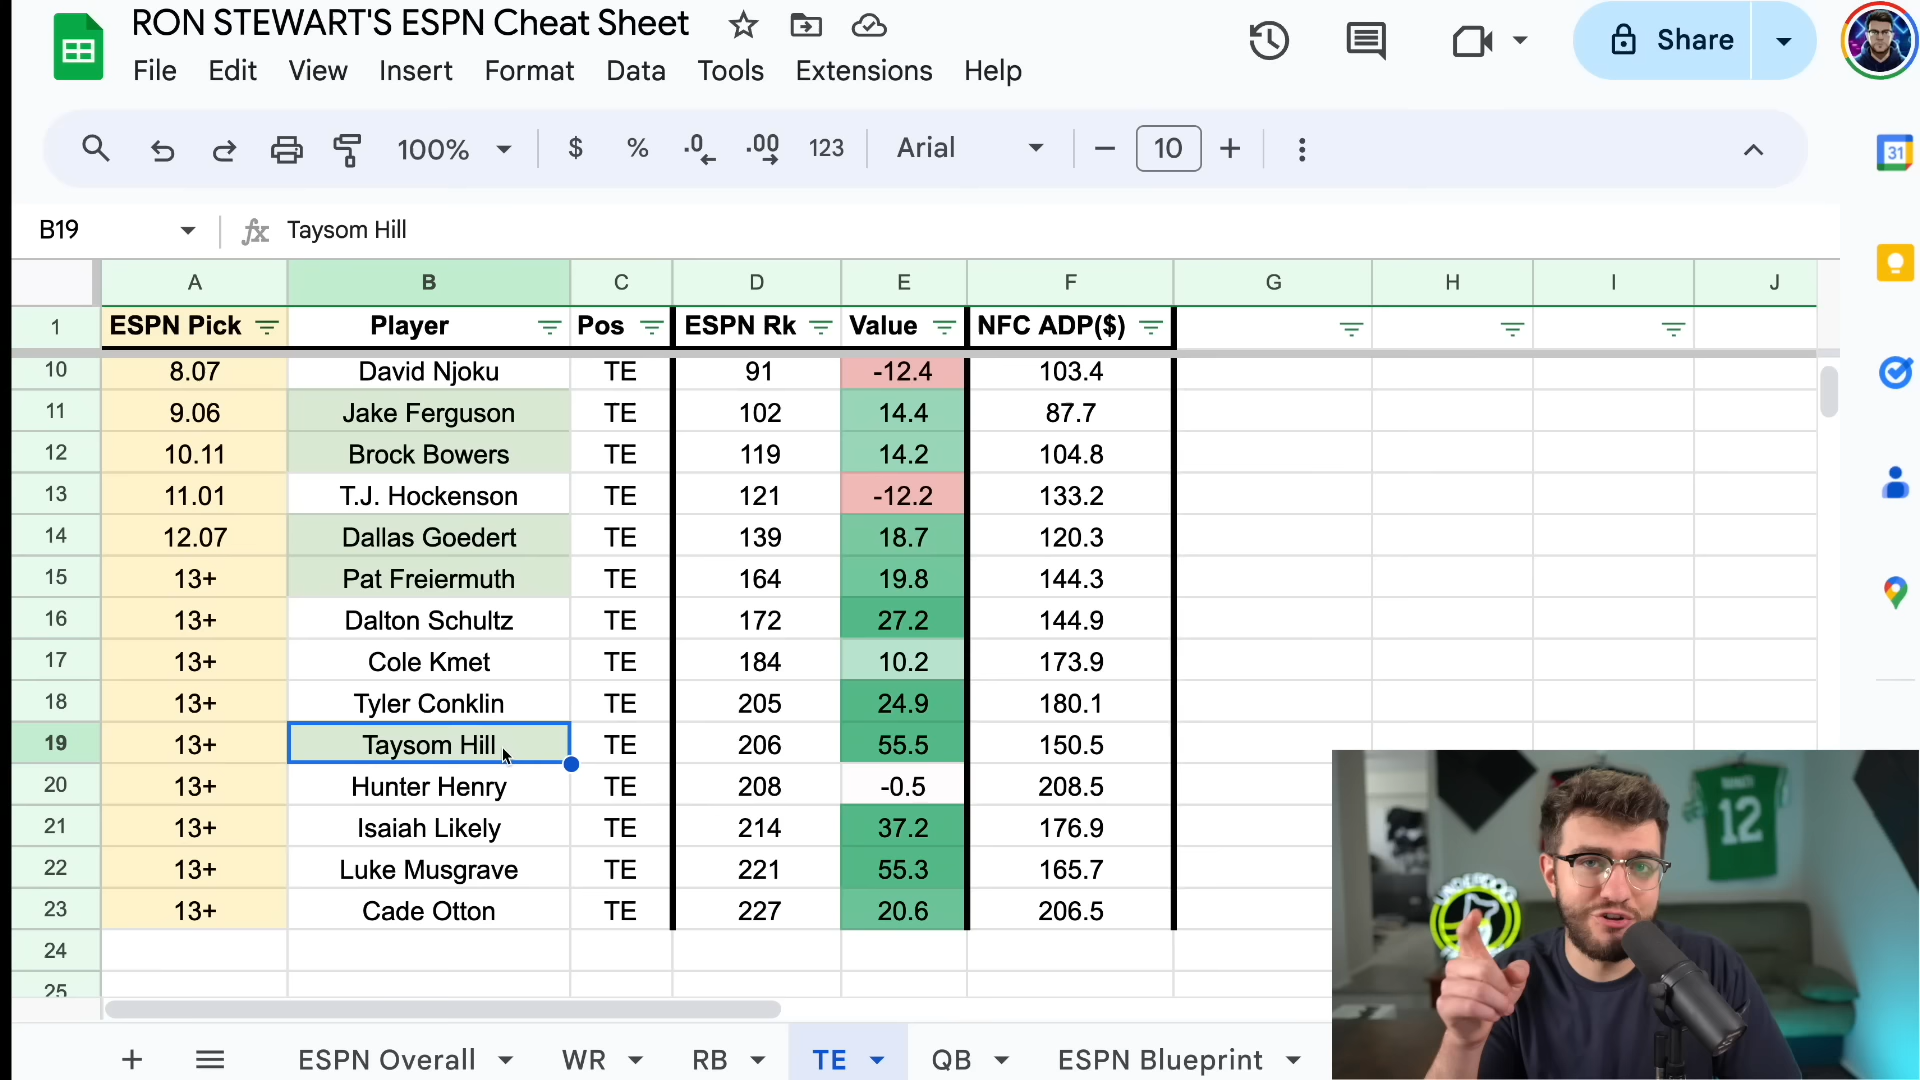 RON STEWART'S ESPN Cheat Sheet
File Edit View Insert Format Data Tools Extensions Help
Share
100% $ % .0 .00 123 Arial 10
31
B19 fx Taysom Hill
A B C D E F G H I J
1 ESPN Pick Player Pos ESPN Rk Value NFC ADP($)
10 8.07 David Njoku TE 91 -12.4 103.4
11 9.06 Jake Ferguson TE 102 14.4 87.7
12 10.11 Brock Bowers TE 119 14.2 104.8
13 11.01 T.J. Hockenson TE 121 -12.2 133.2
14 12.07 Dallas Goedert TE 139 18.7 120.3
15 13+ Pat Freiermuth TE 164 19.8 144.3
16 13+ Dalton Schultz TE 172 27.2 144.9
17 13+ Cole Kmet TE 184 10.2 173.9
18 13+ Tyler Conklin TE 205 24.9 180.1
19 13+ Taysom Hill TE 206 55.5 150.5
20 13+ Hunter Henry TE 208 -0.5 208.5
21 13+ Isaiah Likely TE 214 37.2 176.9
22 13+ Luke Musgrave TE 221 55.3 165.7
23 13+ Cade Otton TE 227 20.6 206.5
24
25
12
UNDERDOG
ESPN Overall WR RB TE QB ESPN Blueprint